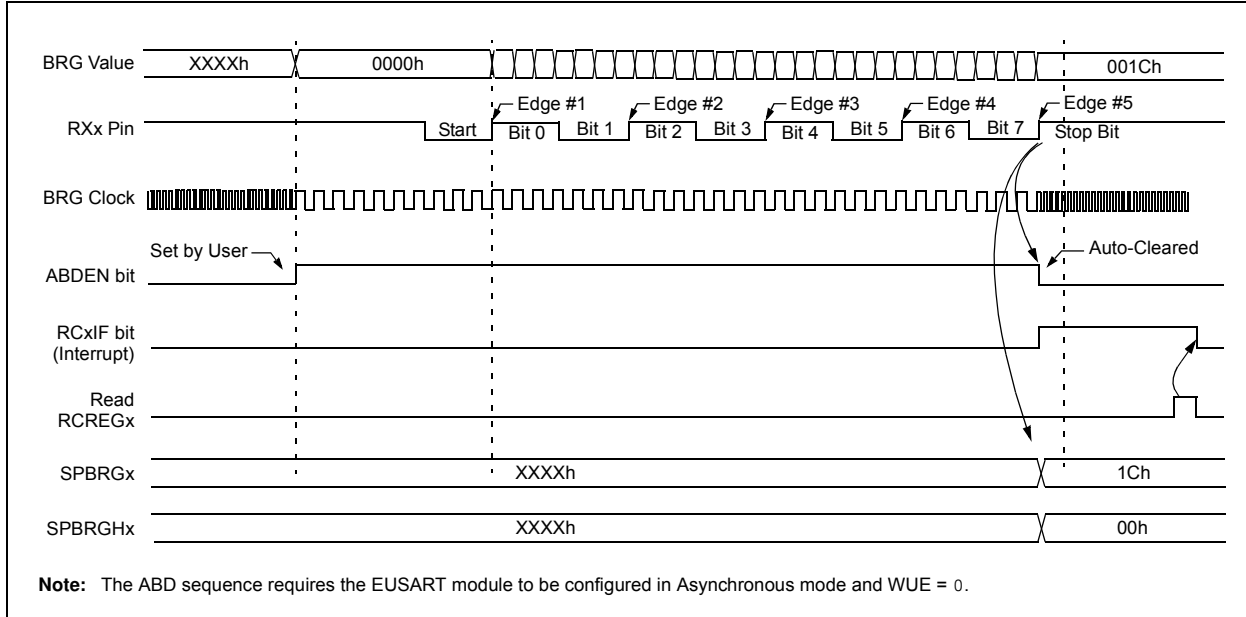 BRG Value XXXXh 0000h 001Ch
Edge #1 Edge #2 Edge #3 Edge #4 Edge #5
RXx Pin Start Bit 0 Bit 1 Bit 2 Bit 3 Bit 4 Bit 5 Bit 6 Bit 7 Stop Bit
BRG Clock
Set by User Auto-Cleared
ABDEN bit
RCxIF bit
(Interrupt)
Read
RCREGx
SPBRGx XXXXh 1Ch
SPBRGHx XXXXh 00h
Note: The ABD sequence requires the EUSART module to be configured in Asynchronous mode and WUE = 0.